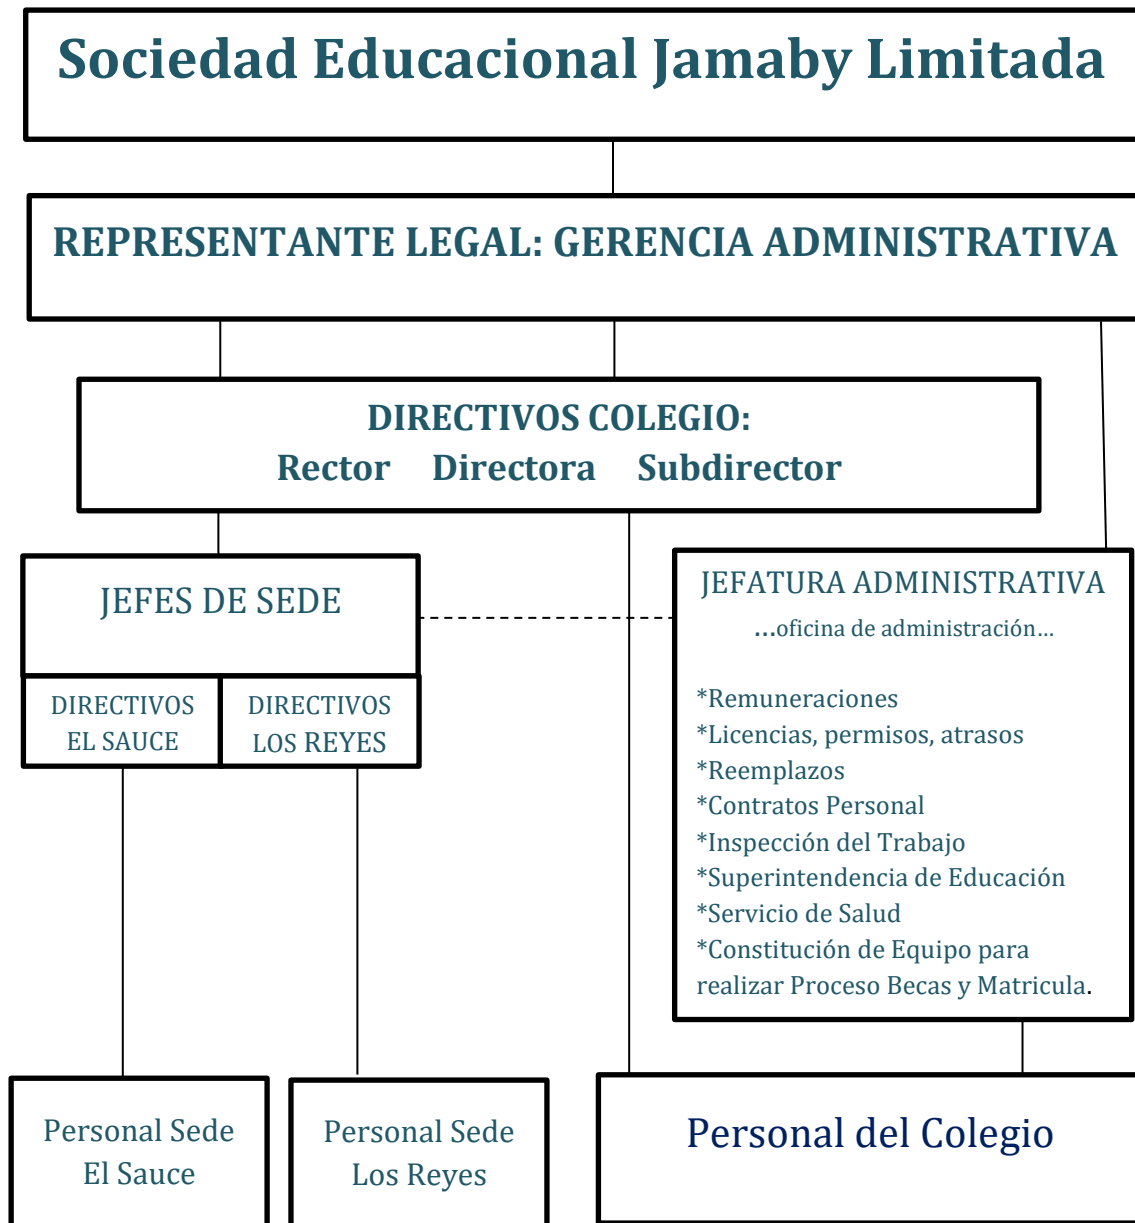 Sociedad Educacional Jamaby Limitada
REPRESENTANTE LEGAL: GERENCIA ADMINISTRATIVA
DIRECTIVOS COLEGIO:
Rector Directora Subdirector
JEFES DE SEDE
DIRECTIVOS
EL SAUCE
DIRECTIVOS
LOS REYES
JEFATURA ADMINISTRATIVA
...oficina de administración...
*Remuneraciones
*Licencias, permisos, atrasos
*Reemplazos
*Contratos Personal
*Inspección del Trabajo
*Superintendencia de Educación
*Servicio de Salud
*Constitución de Equipo para
realizar Proceso Becas y Matricula.
Personal Sede
El Sauce
Personal Sede
Los Reyes
Personal del Colegio